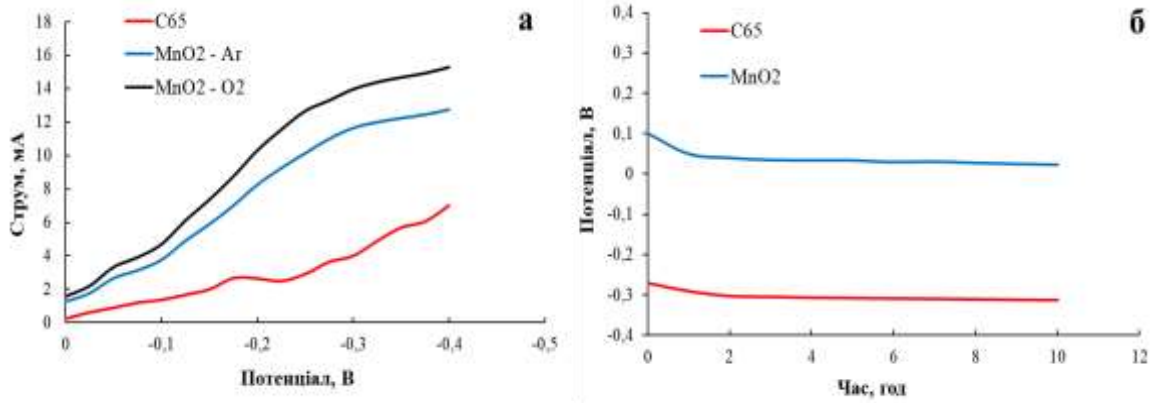 а
C65
MnO2 - Ar
MnO2 - O2
Струм, мА
18
16
14
12
10
8
6
4
2
0
0
-0,1
-0,2
-0,3
-0,4
-0,5
Потенціал, В
б
C65
MnO2
Потенціал, В
0,4
0,3
0,2
0,1
0
-0,1
-0,2
-0,3
-0,4
0
2
4
6
8
10
12
Час, год